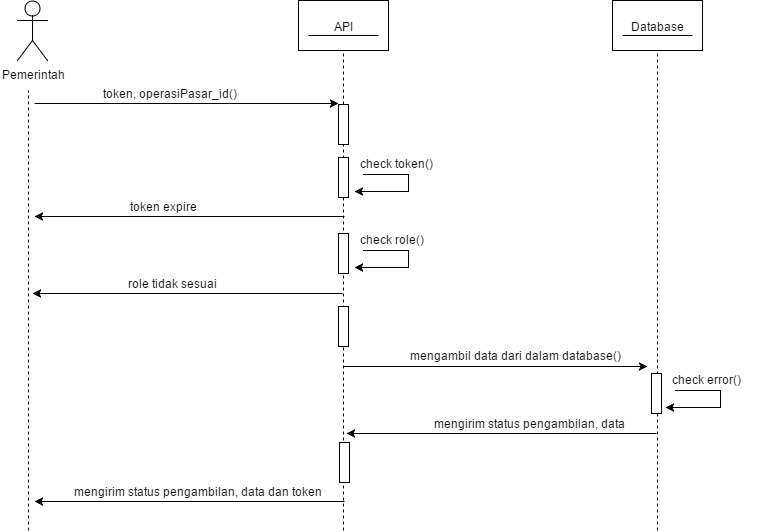 API
Database
Pemerintah
token, operasiPasar_id()
check token()
token expire
check role()
role tidak sesuai
mengambil data dari dalam database()
check error()
mengirim status pengambilan, data
mengirim status pengambilan, data dan token